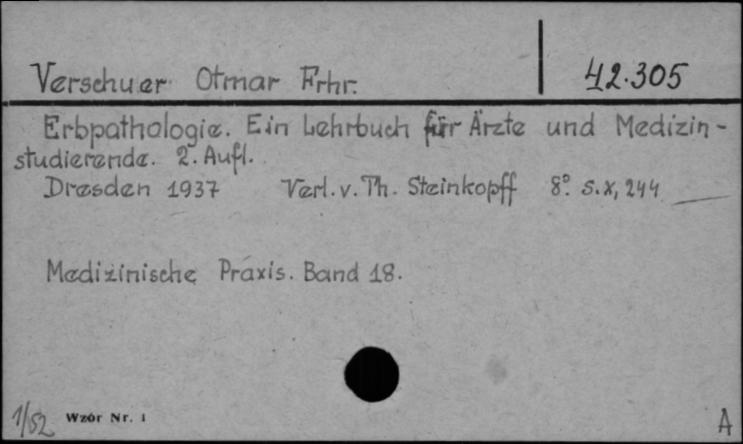 Verschuer Otmar Frhr.
42.305
Erbpathologie. Ein Lehrbuch für Ärzte und Medizin-
studierende. 2. Aufl.
Dresden 1937 Verl. v. Th. Steinkopff 8° S. X, 244
Medizinische Praxis. Band 18.
1/52 Wzór Nr. 1
A